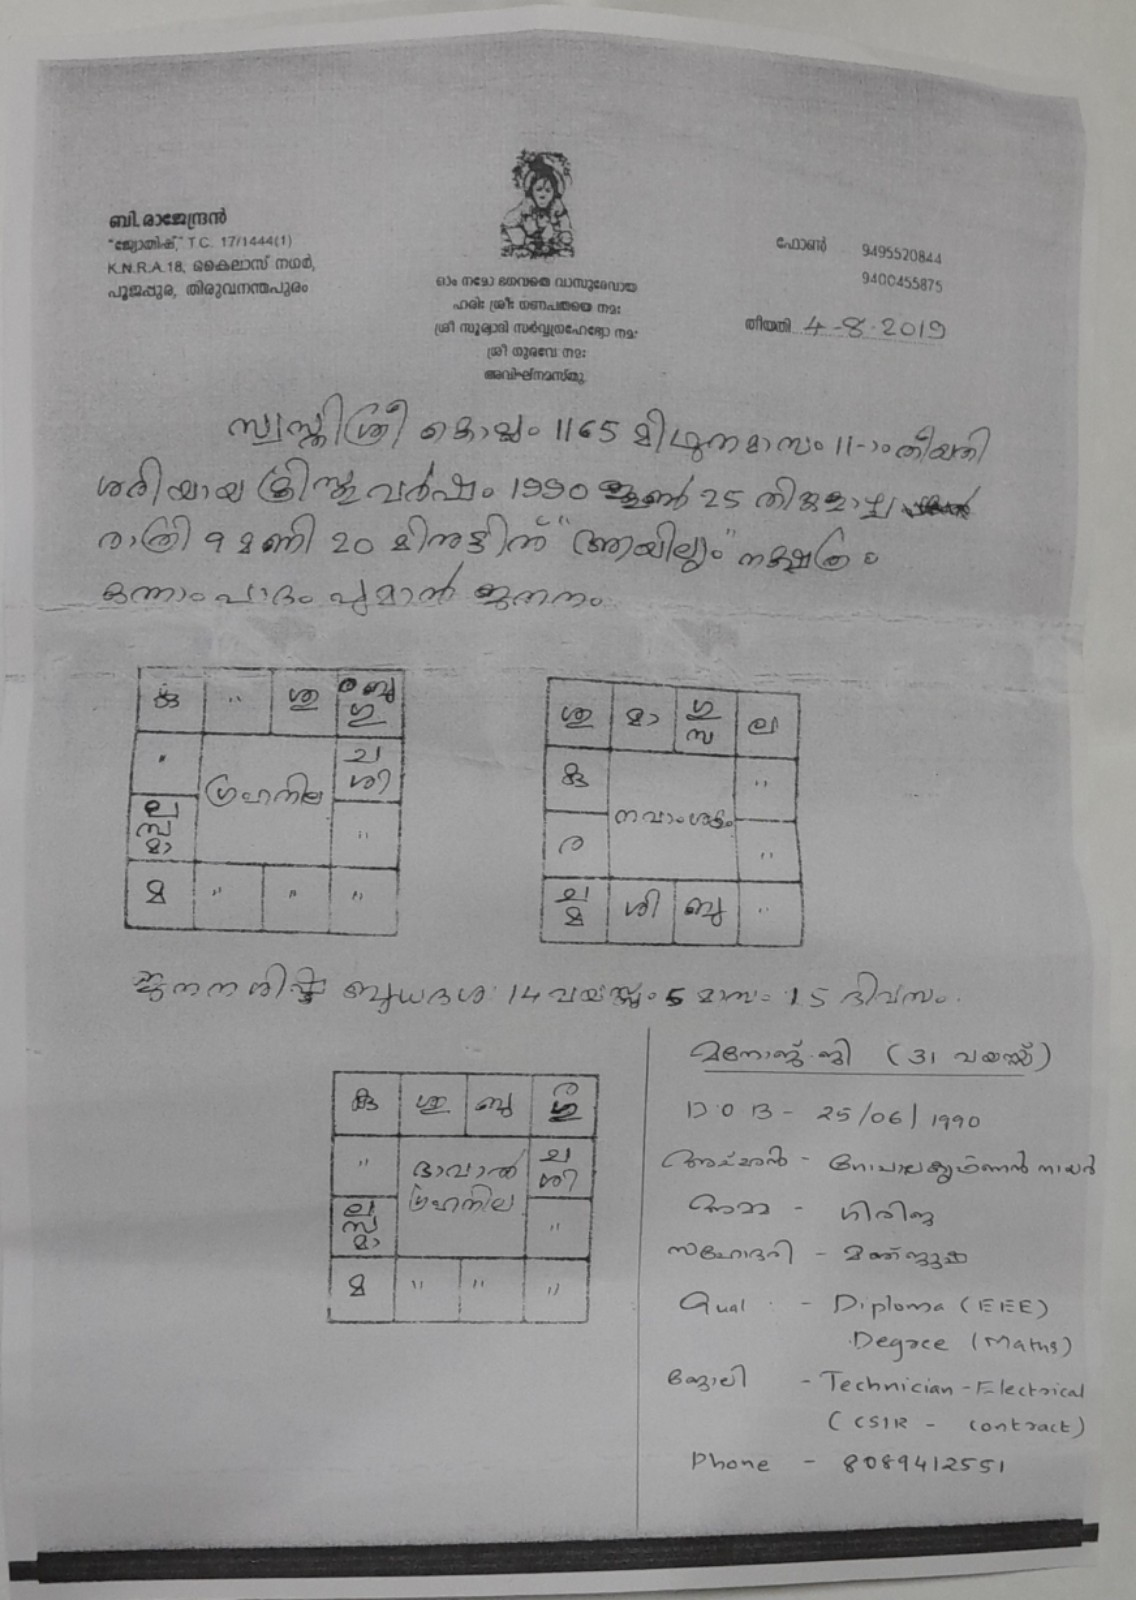 ബി. രാജേന്ദ്രൻ
"ജ്യോതിഷ്," T.C. 17/1444(1)
K.N.R.A.18, കൈലാസ് നഗർ,
പൂജപ്പുര, തിരുവനന്തപുരം
ഓം നമോ ഭഗവതെ വാസുദേവായ
ഹരിഃ ശ്രീഃ ഗണപതയെ നമഃ
ശ്രീ സൂര്യാദി സർവ്വഗ്രഹേഭ്യോ നമഃ
ശ്രീ ഗുരവേ നമഃ
അവിഘ്നമസ്തു
ഫോൺ 9495520844
9400455875
തീയതി 4-8-2019
സ്വസ്തിശ്രീ കൊല്ലം 1165 മിഥുനമാസം 11-ാം തീയതി
ശരിയായ ക്രിസ്തുവർഷം 1990 ജൂൺ 25 തിങ്കളാഴ്ച
രാത്രി 9 മണി 20 മിനുട്ടിന് "ആയില്യം" നക്ഷത്രം
ഒന്നാം പാദം പുമാൻ ജനനം
കു " ശു ര ബു ഗു
" ഗ്രഹനില ച ശി
ല സ മാ "
മ " " "
ശു മാ ഗു സ ല
കു നവാംശകം "
ര "
ച മ ശി ബു "
ജനന ശിഷ്ട ബുധദശ 14 വയസ്സും 5 മാസം 15 ദിവസം.
കു ശു ബു ര ഗു
" ഭാവാൽ ഗ്രഹനില ച ശി
ല സ മാ "
മ " " "
മനോജ്. ജി (31 വയസ്സ്)
D O B - 25/06/1990
അച്ഛൻ - ഗോപാലകൃഷ്ണൻ നായർ
അമ്മ - ഗിരിജ
സഹോദരി - മഞ്ജുഷ
Qual - Diploma (EEE)
Degree (Maths)
ജോലി - Technician - Electrical
(CSIR - contract)
Phone - 8089412551